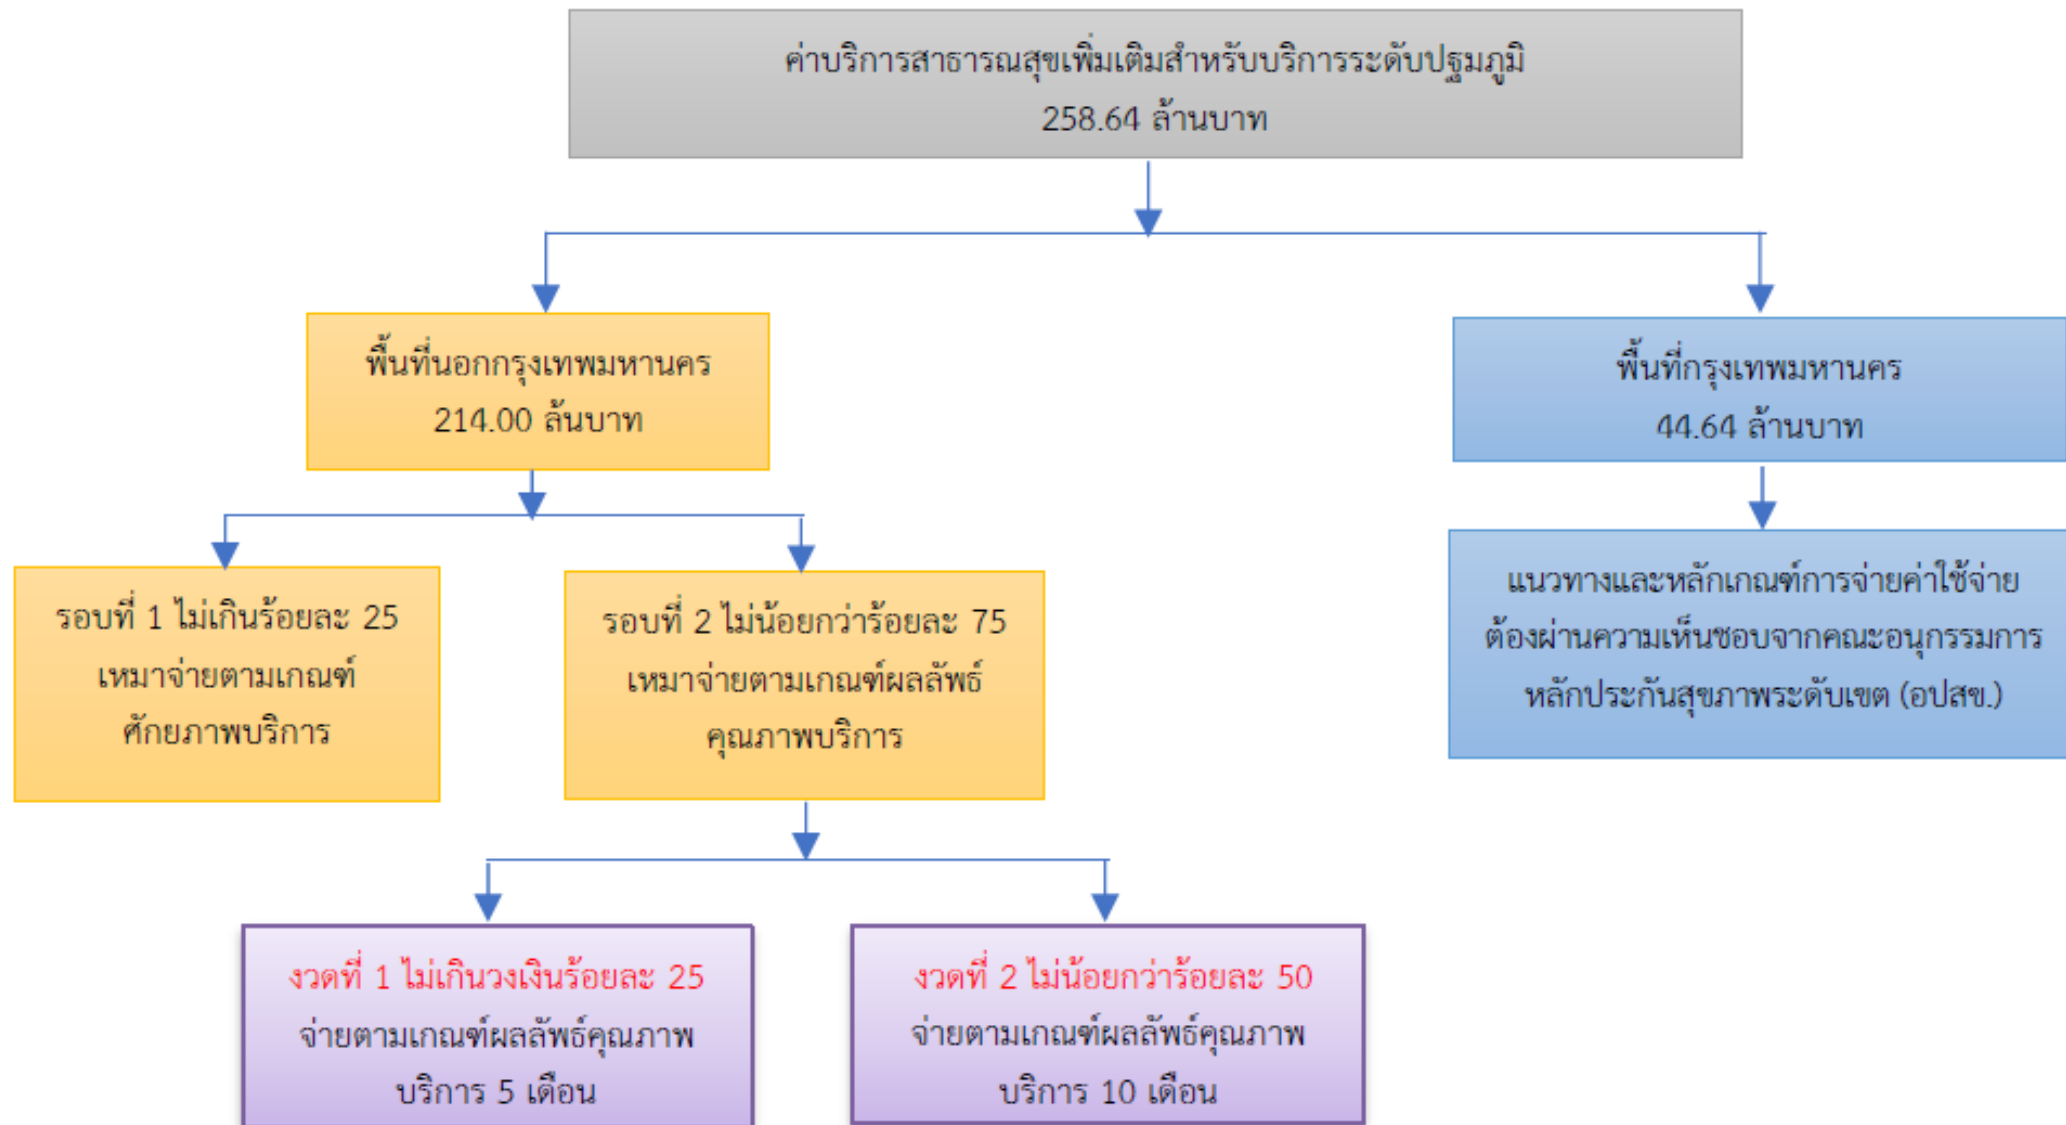 ค่าบริการสาธารณสุขเพิ่มเติมสำหรับบริการระดับปฐมภูมิ
258.64 ล้านบาท
พื้นที่นอกกรุงเทพมหานคร
214.00 ล้นบาท
พื้นที่กรุงเทพมหานคร
44.64 ล้านบาท
รอบที่ 1 ไม่เกินร้อยละ 25
เหมาจ่ายตามเกณฑ์
ศักยภาพบริการ
รอบที่ 2 ไม่น้อยกว่าร้อยละ 75
เหมาจ่ายตามเกณฑ์ผลลัพธ์
คุณภาพบริการ
แนวทางและหลักเกณฑ์การจ่ายค่าใช้จ่าย
ต้องผ่านความเห็นชอบจากคณะอนุกรรมการ
หลักประกันสุขภาพระดับเขต (อปสข.)
งวดที่ 1 ไม่เกินวงเงินร้อยละ 25
จ่ายตามเกณฑ์ผลลัพธ์คุณภาพ
บริการ 5 เดือน
งวดที่ 2 ไม่น้อยกว่าร้อยละ 50
จ่ายตามเกณฑ์ผลลัพธ์คุณภาพ
บริการ 10 เดือน